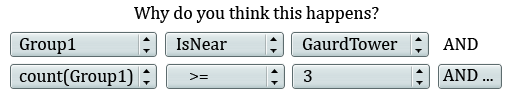 Why do you think this happens?
Group1 IsNear GaurdTower AND
count(Group1) >= 3 AND ...